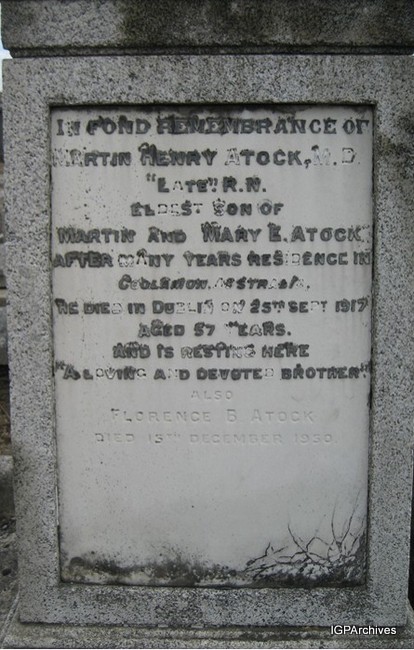 IN FOND REMEMBRANCE OF
MARTIN HENRY ATOCK, M.D.
"LATE" R.N.
ELDEST SON OF
MARTIN AND MARY E. ATOCK
AFTER MANY YEARS RESIDENCE IN
AUSTRALIA,
HE DIED IN DUBLIN ON 25TH SEPT 1917
AGED 57 YEARS.
AND IS RESTING HERE
"A LOVING AND DEVOTED BROTHER"
ALSO
FLORENCE B. ATOCK
DIED 15TH DECEMBER 1950.
IGPArchives